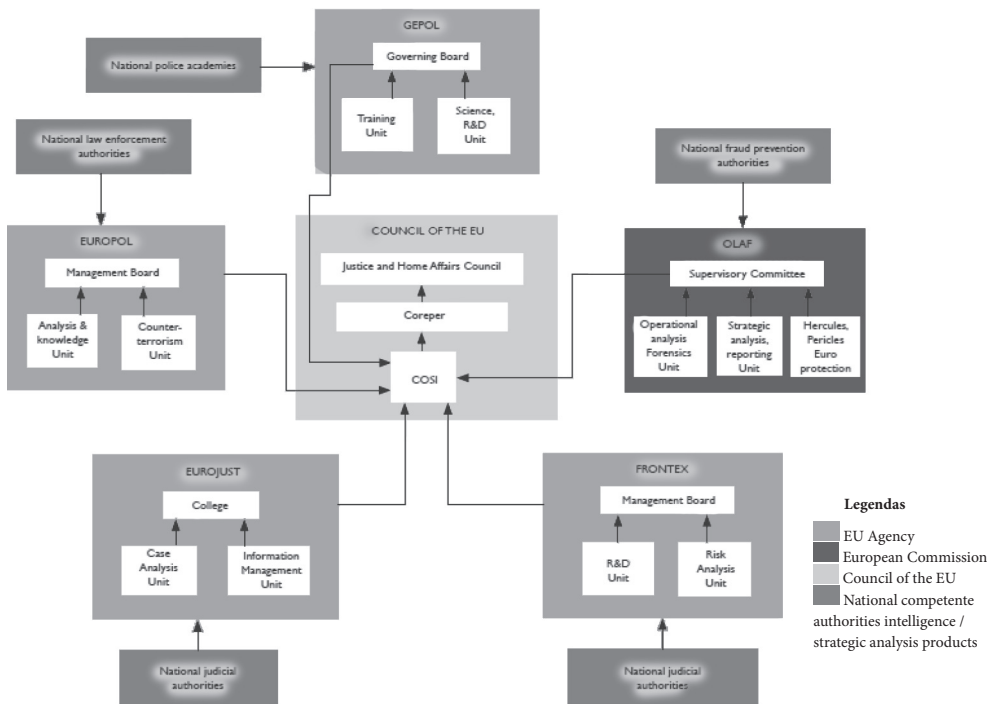 GEPOL
Governing Board
National police academies
Training
Unit
Science,
R&D
Unit
National law enforcement
authorities
National fraud prevention
authorities
EUROPOL
Management Board
Analysis &
knowledge
Unit
Counter-
terrorism
Unit
COUNCIL OF THE EU
Justice and Home Affairs Council
Coreper
COSI
OLAF
Supervisory Committee
Operational
analysis
Forensics
Unit
Strategic
analysis,
reporting
Unit
Hercules,
Pericles
Euro
protection
EUROJUST
College
Case
Analysis
Unit
Information
Management
Unit
FRONTEX
Management Board
R&D
Unit
Risk
Analysis
Unit
National judicial
authorities
National judicial
authorities
Legendas
EU Agency
European Commission
Council of the EU
National competente
authorities intelligence /
strategic analysis products